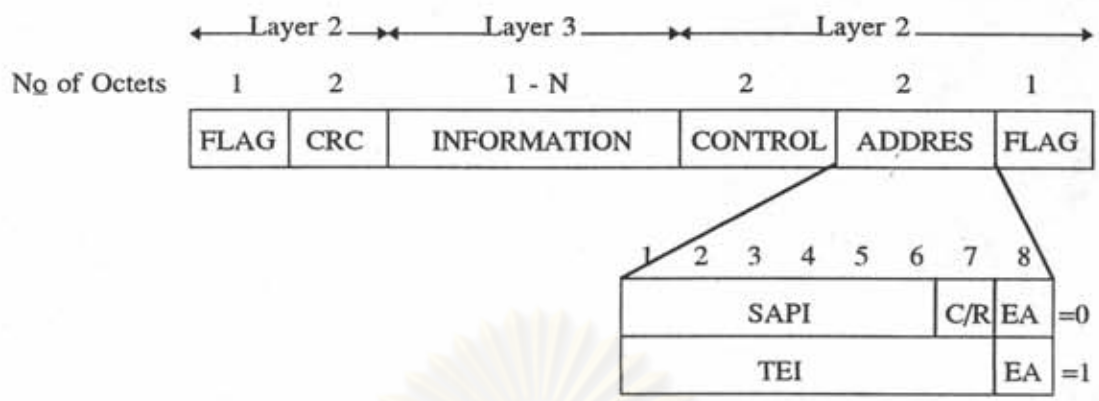 Layer 2 Layer 3 Layer 2
No of Octets 1 2 1 - N 2 2 1
FLAG CRC INFORMATION CONTROL ADDRES FLAG
1 2 3 4 5 6 7 8
SAPI C/R EA =0
TEI EA =1